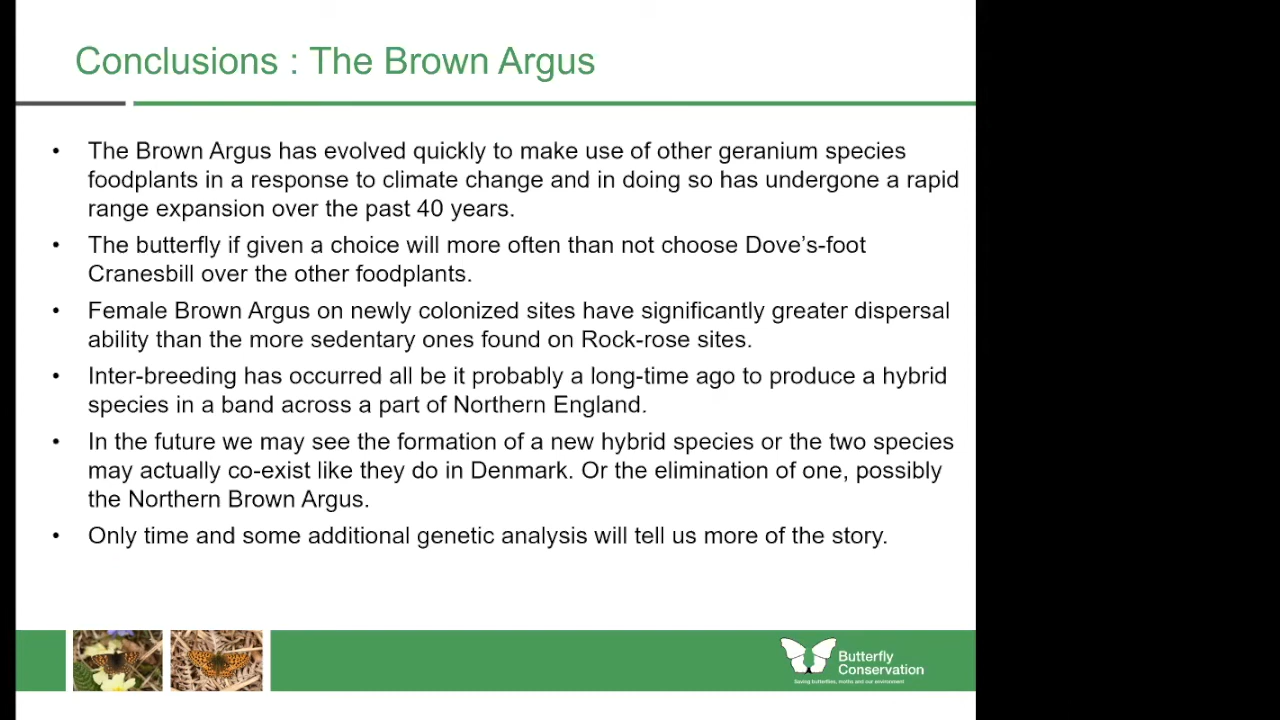 Conclusions : The Brown Argus
• The Brown Argus has evolved quickly to make use of other geranium species
foodplants in a response to climate change and in doing so has undergone a rapid
range expansion over the past 40 years.
• The butterfly if given a choice will more often than not choose Dove’s-foot
Cranesbill over the other foodplants.
• Female Brown Argus on newly colonized sites have significantly greater dispersal
ability than the more sedentary ones found on Rock-rose sites.
• Inter-breeding has occurred all be it probably a long-time ago to produce a hybrid
species in a band across a part of Northern England.
• In the future we may see the formation of a new hybrid species or the two species
may actually co-exist like they do in Denmark. Or the elimination of one, possibly
the Northern Brown Argus.
• Only time and some additional genetic analysis will tell us more of the story.
Butterfly
Conservation
Saving butterflies, moths and our environment